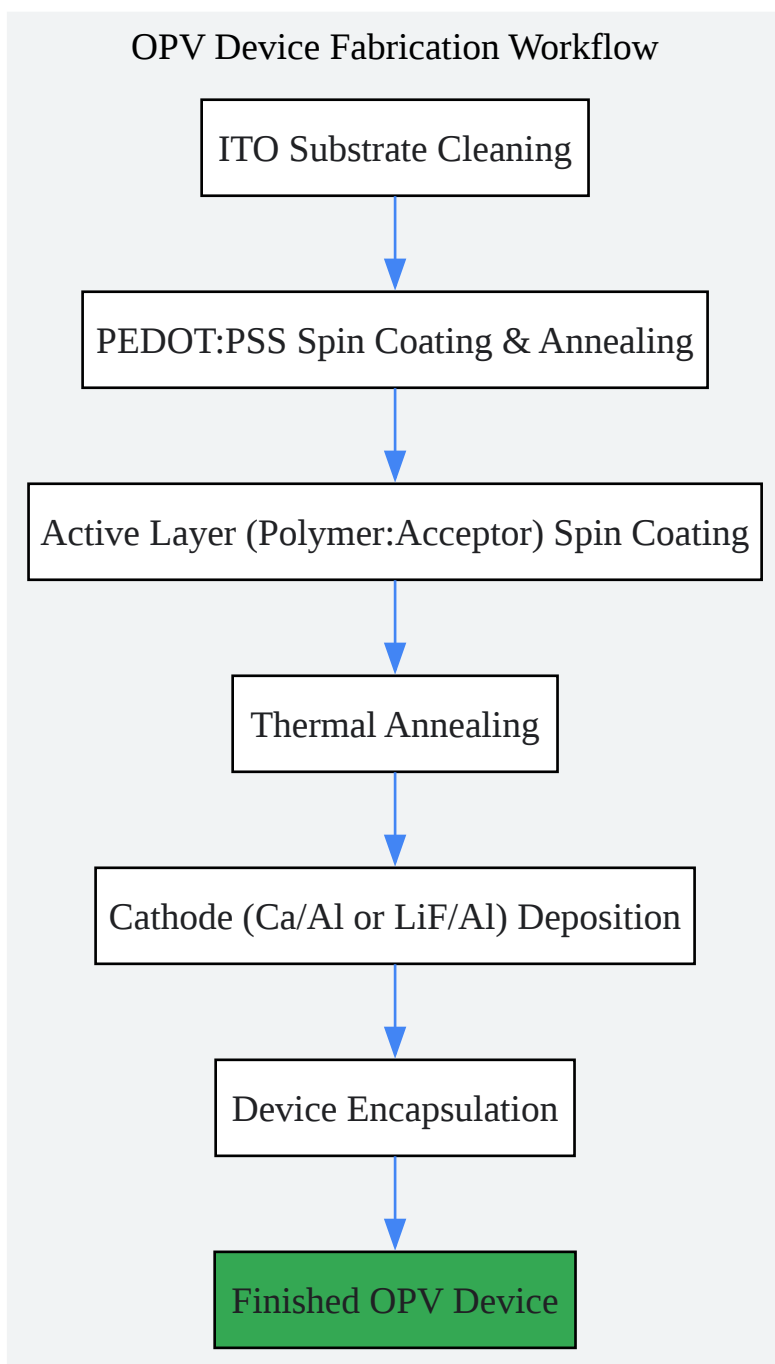 OPV Device Fabrication Workflow
ITO Substrate Cleaning
PEDOT:PSS Spin Coating & Annealing
Active Layer (Polymer:Acceptor) Spin Coating
Thermal Annealing
Cathode (Ca/Al or LiF/Al) Deposition
Device Encapsulation
Finished OPV Device